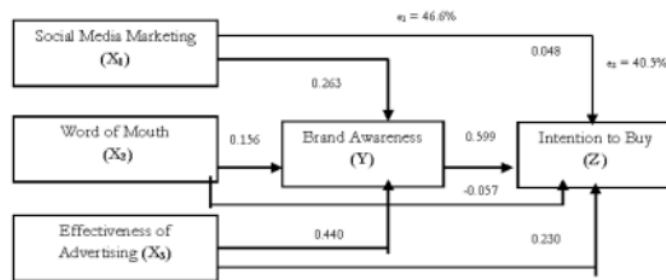 e₁ = 46.6%
Social Media Marketing
(X₁)
0.048
e₂ = 40.5%
0.263
Word of Mouth
(X₂)
0.156
Brand Awareness
(Y)
0.599
Intention to Buy
(Z)
-0.057
Effectiveness of
Advertising (X₃)
0.440
0.230